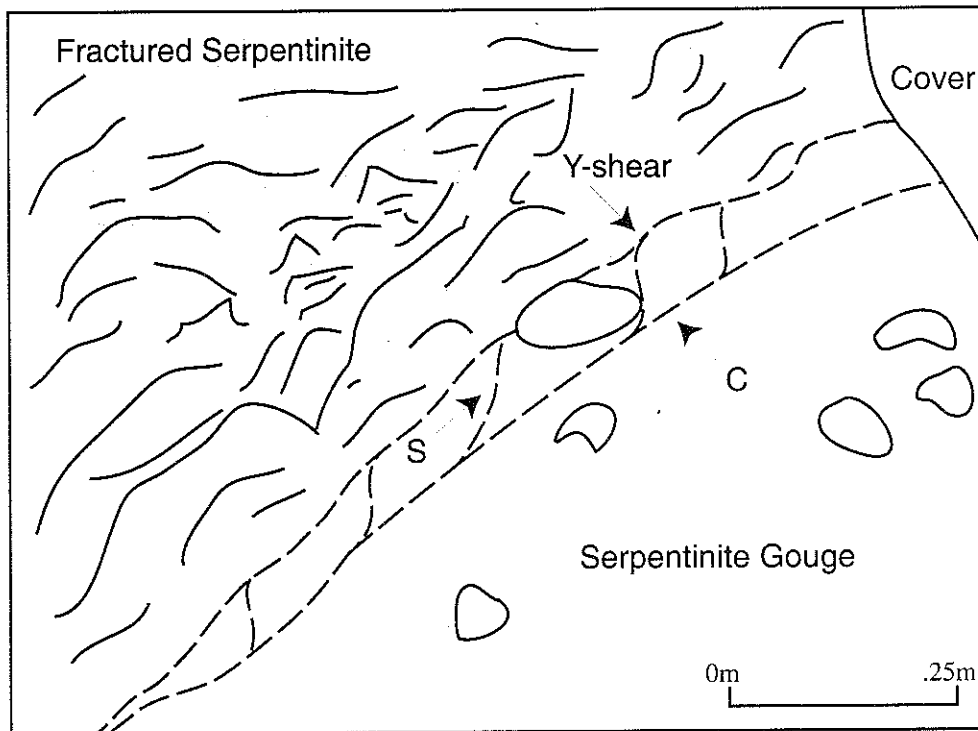 Fractured Serpentinite
Cover
Y-shear
C
S
Serpentinite Gouge
0m .25m